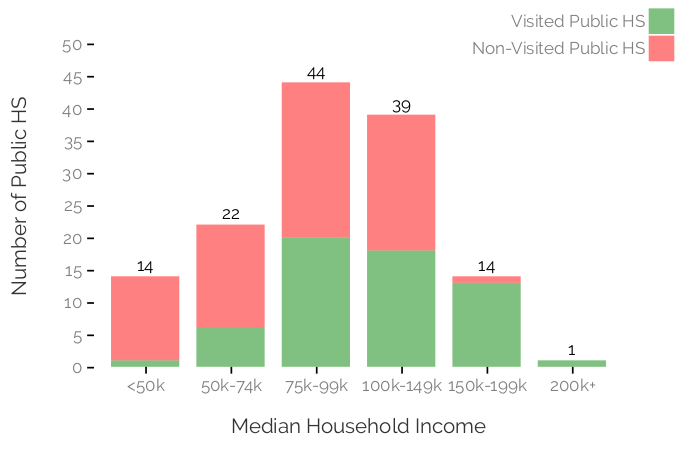 Visited Public HS
Non-Visited Public HS
Number of Public HS
50
45
40
35
30
25
20
15
10
5
0
14
22
44
39
14
1
<50k
50k-74k
75k-99k
100k-149k
150k-199k
200k+
Median Household Income